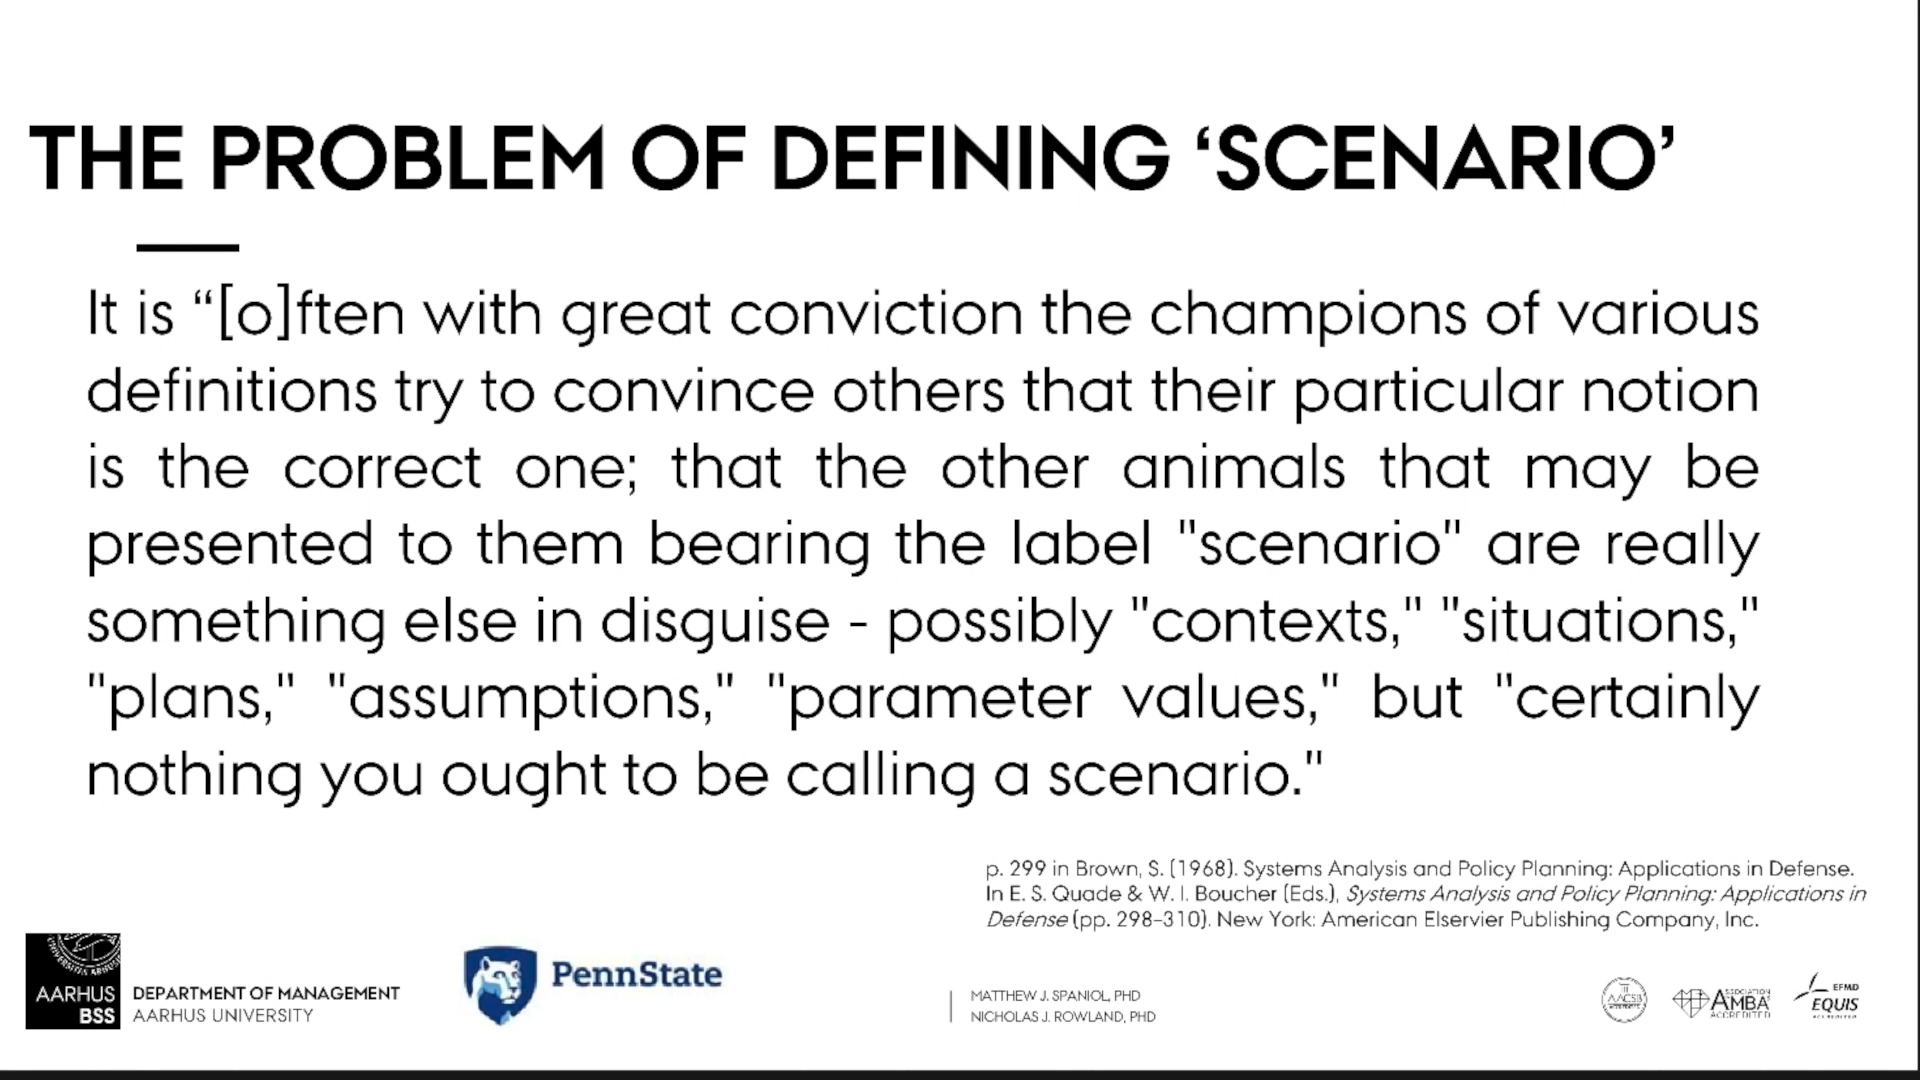 THE PROBLEM OF DEFINING ‘SCENARIO’
It is “[o]ften with great conviction the champions of various
definitions try to convince others that their particular notion
is the correct one; that the other animals that may be
presented to them bearing the label "scenario" are really
something else in disguise - possibly "contexts," "situations,"
"plans," "assumptions," "parameter values," but "certainly
nothing you ought to be calling a scenario."
p. 299 in Brown, S. (1968). Systems Analysis and Policy Planning: Applications in Defense.
In E. S. Quade & W. I. Boucher (Eds.), Systems Analysis and Policy Planning: Applications in
Defense (pp. 298–310). New York: American Elservier Publishing Company, Inc.
AARHUS
BSS
DEPARTMENT OF MANAGEMENT
AARHUS UNIVERSITY
PennState
MATTHEW J. SPANIOL, PHD
NICHOLAS J. ROWLAND, PHD
AACSB
ASSOCIATION
AMBA
ACCREDITED
EFMD
EQUIS